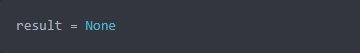 result = None